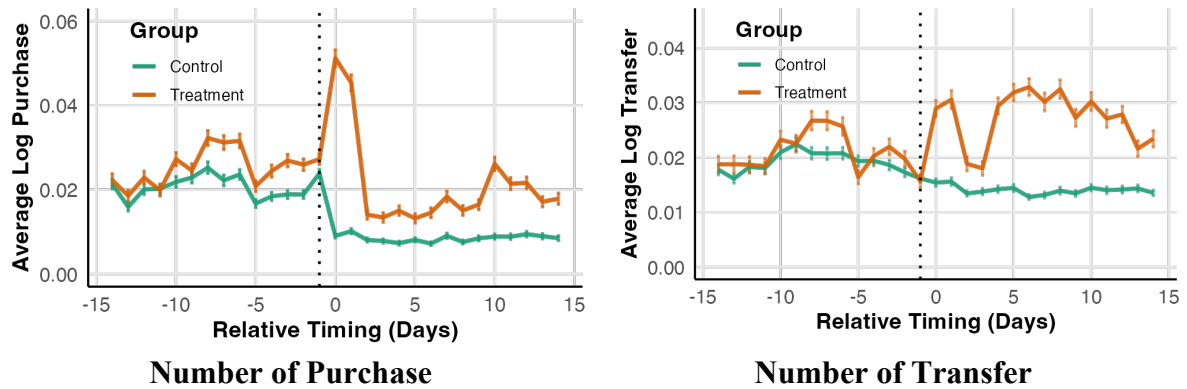 Average Log Purchase
0.06
0.04
0.02
0.00
Group
Control
Treatment
-15 -10 -5 0 5 10 15
Relative Timing (Days)
Number of Purchase
Average Log Transfer
0.04
0.03
0.02
0.01
0.00
Group
Control
Treatment
-15 -10 -5 0 5 10 15
Relative Timing (Days)
Number of Transfer